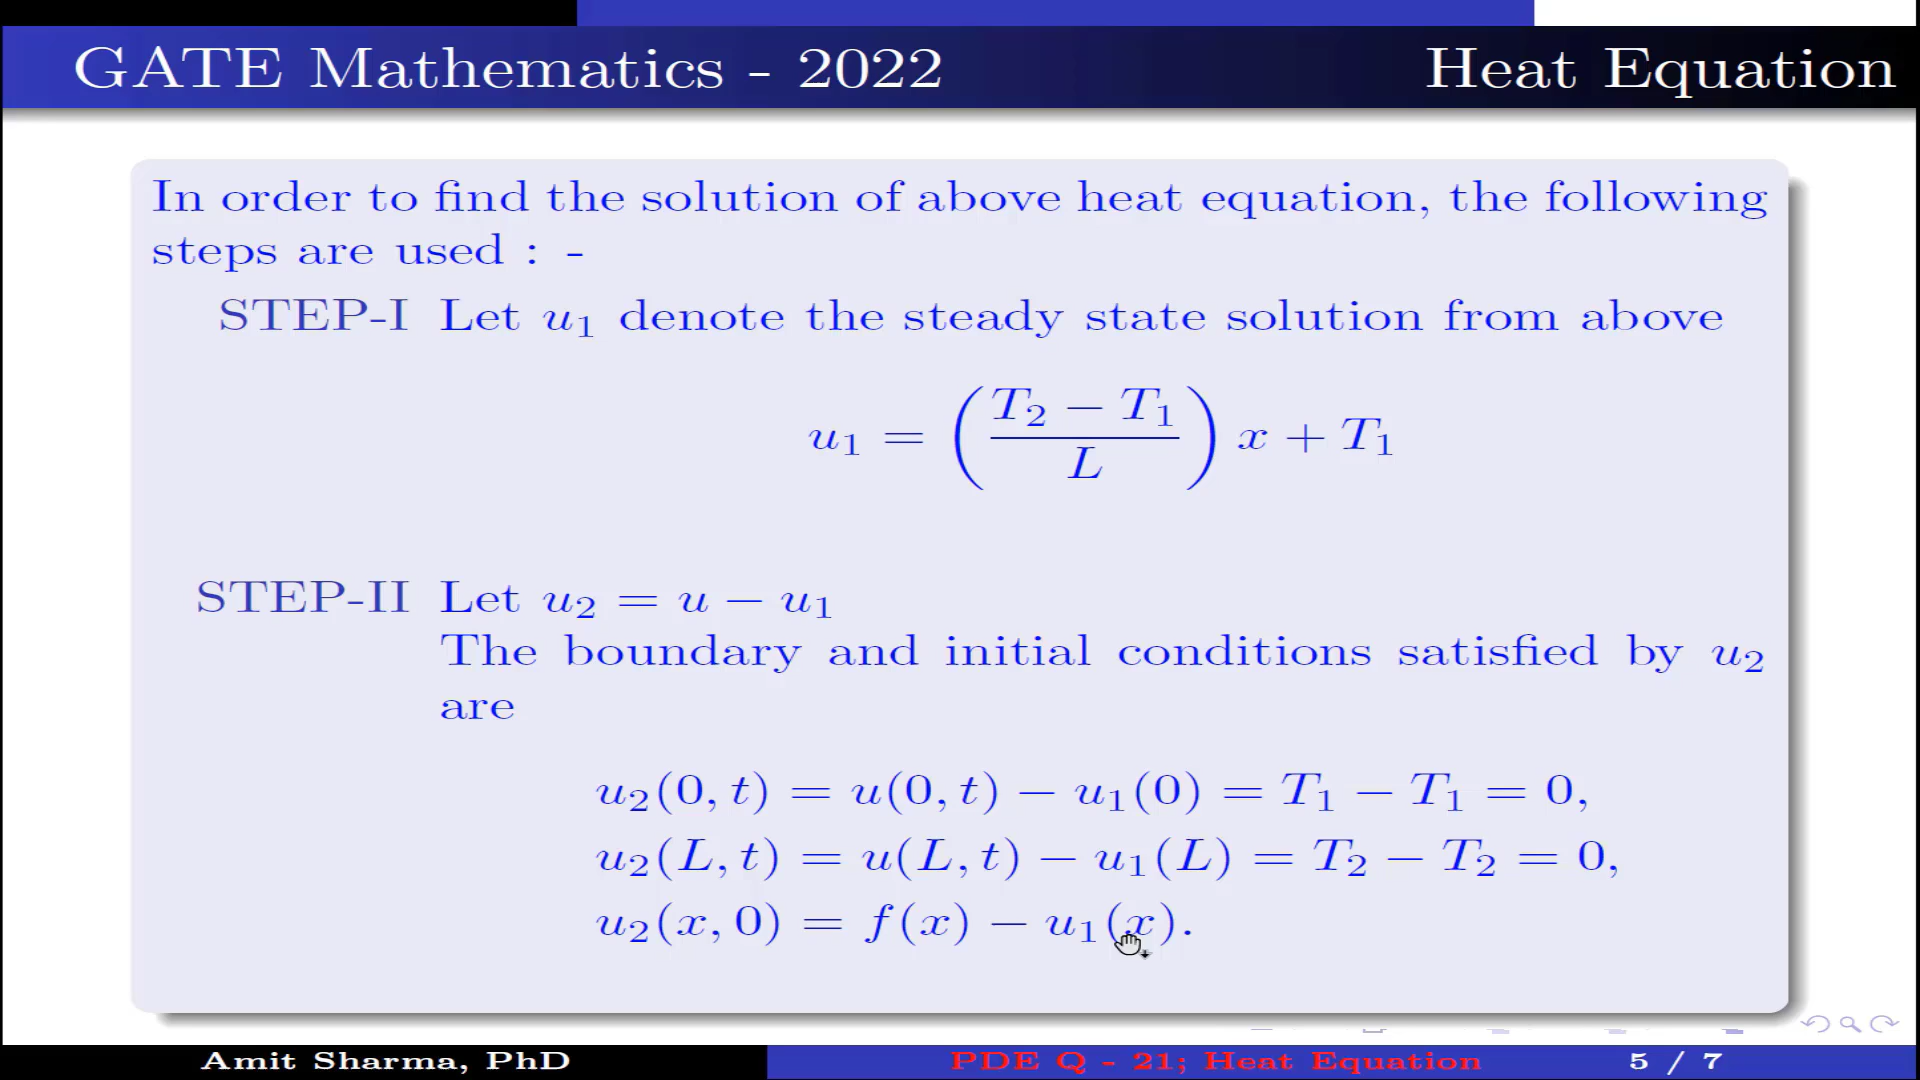 GATE Mathematics - 2022 Heat Equation
In order to find the solution of above heat equation, the following
steps are used : -
STEP-I Let u₁ denote the steady state solution from above
u₁ = ((T₂ − T₁)/L) x + T₁
STEP-II Let u₂ = u − u₁
The boundary and initial conditions satisfied by u₂
are
u₂(0, t) = u(0, t) − u₁(0) = T₁ − T₁ = 0,
u₂(L, t) = u(L, t) − u₁(L) = T₂ − T₂ = 0,
u₂(x, 0) = f(x) − u₁(x).
Amit Sharma, PhD PDE Q - 21; Heat Equation 5 / 7